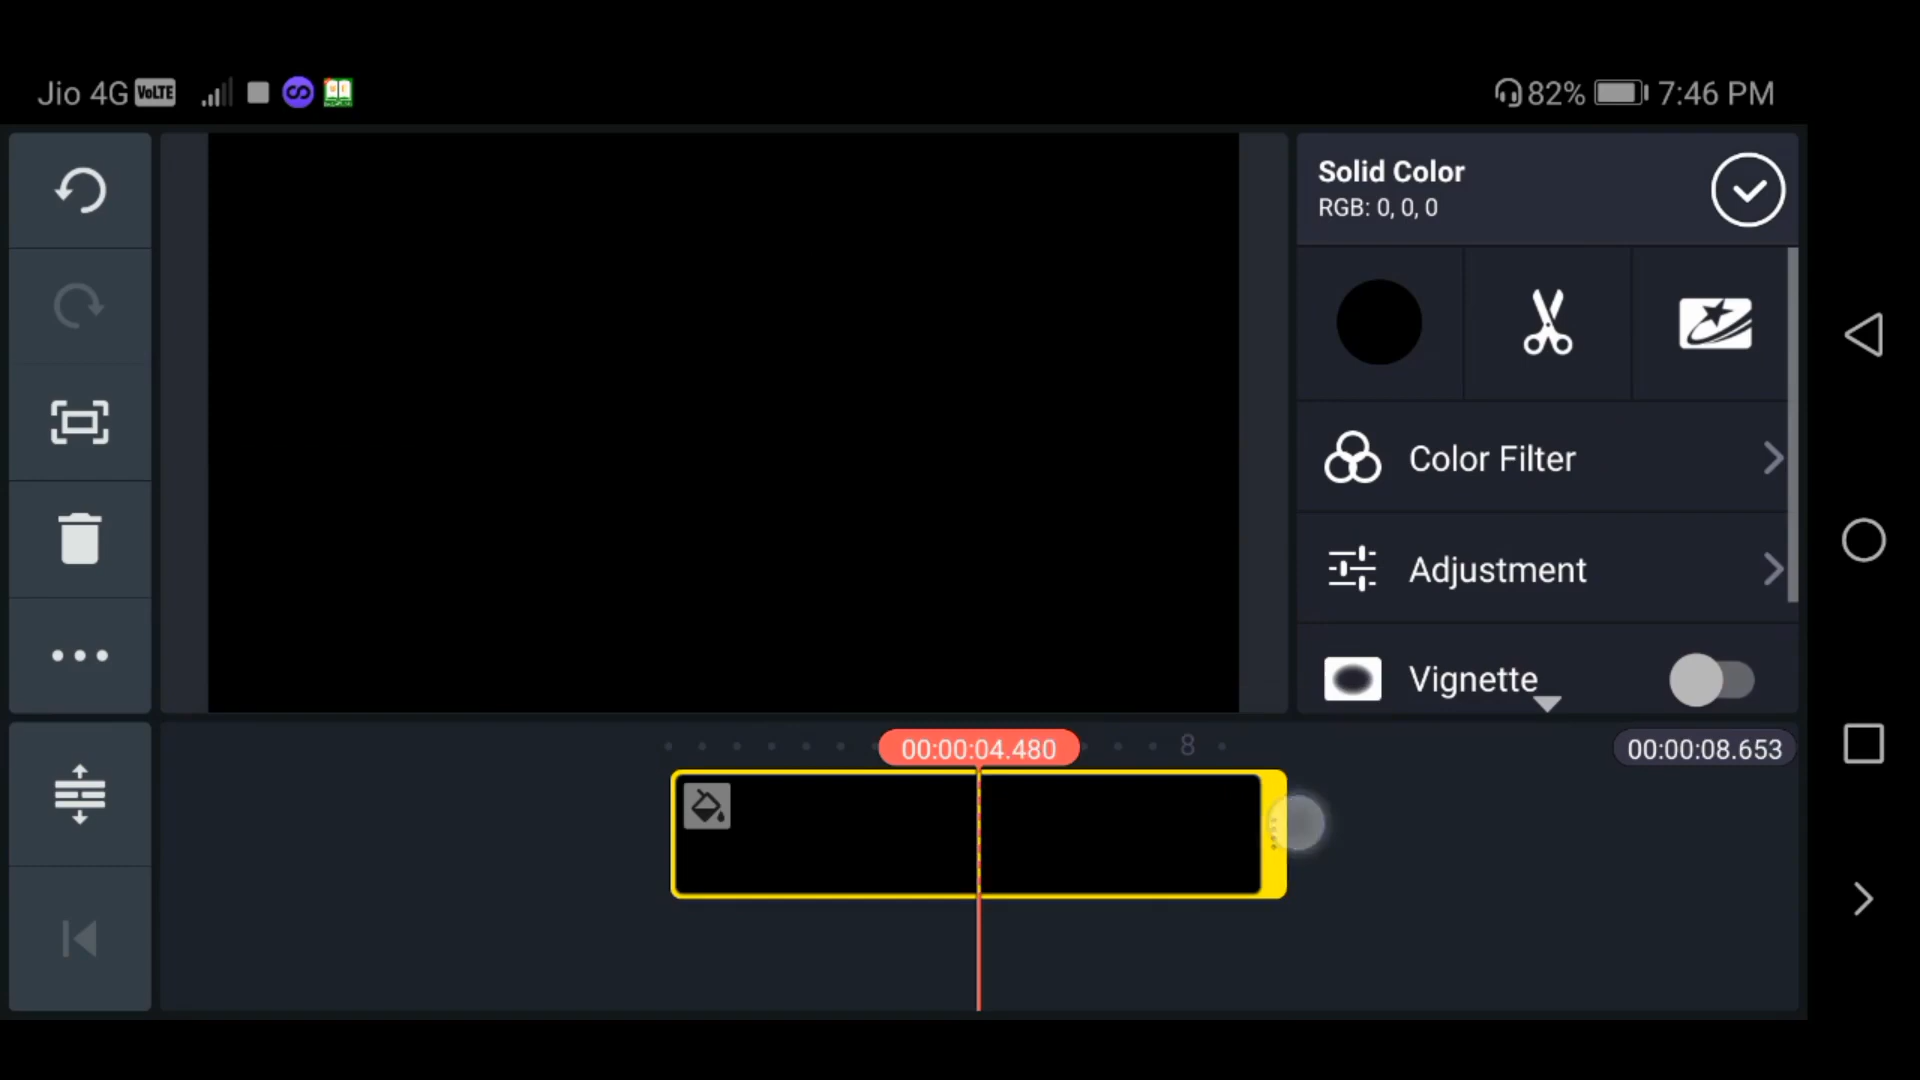 Jio 4G VoLTE
82% 7:46 PM
Solid Color
RGB: 0, 0, 0
Color Filter
Adjustment
Vignette
00:00:04.480
8
00:00:08.653